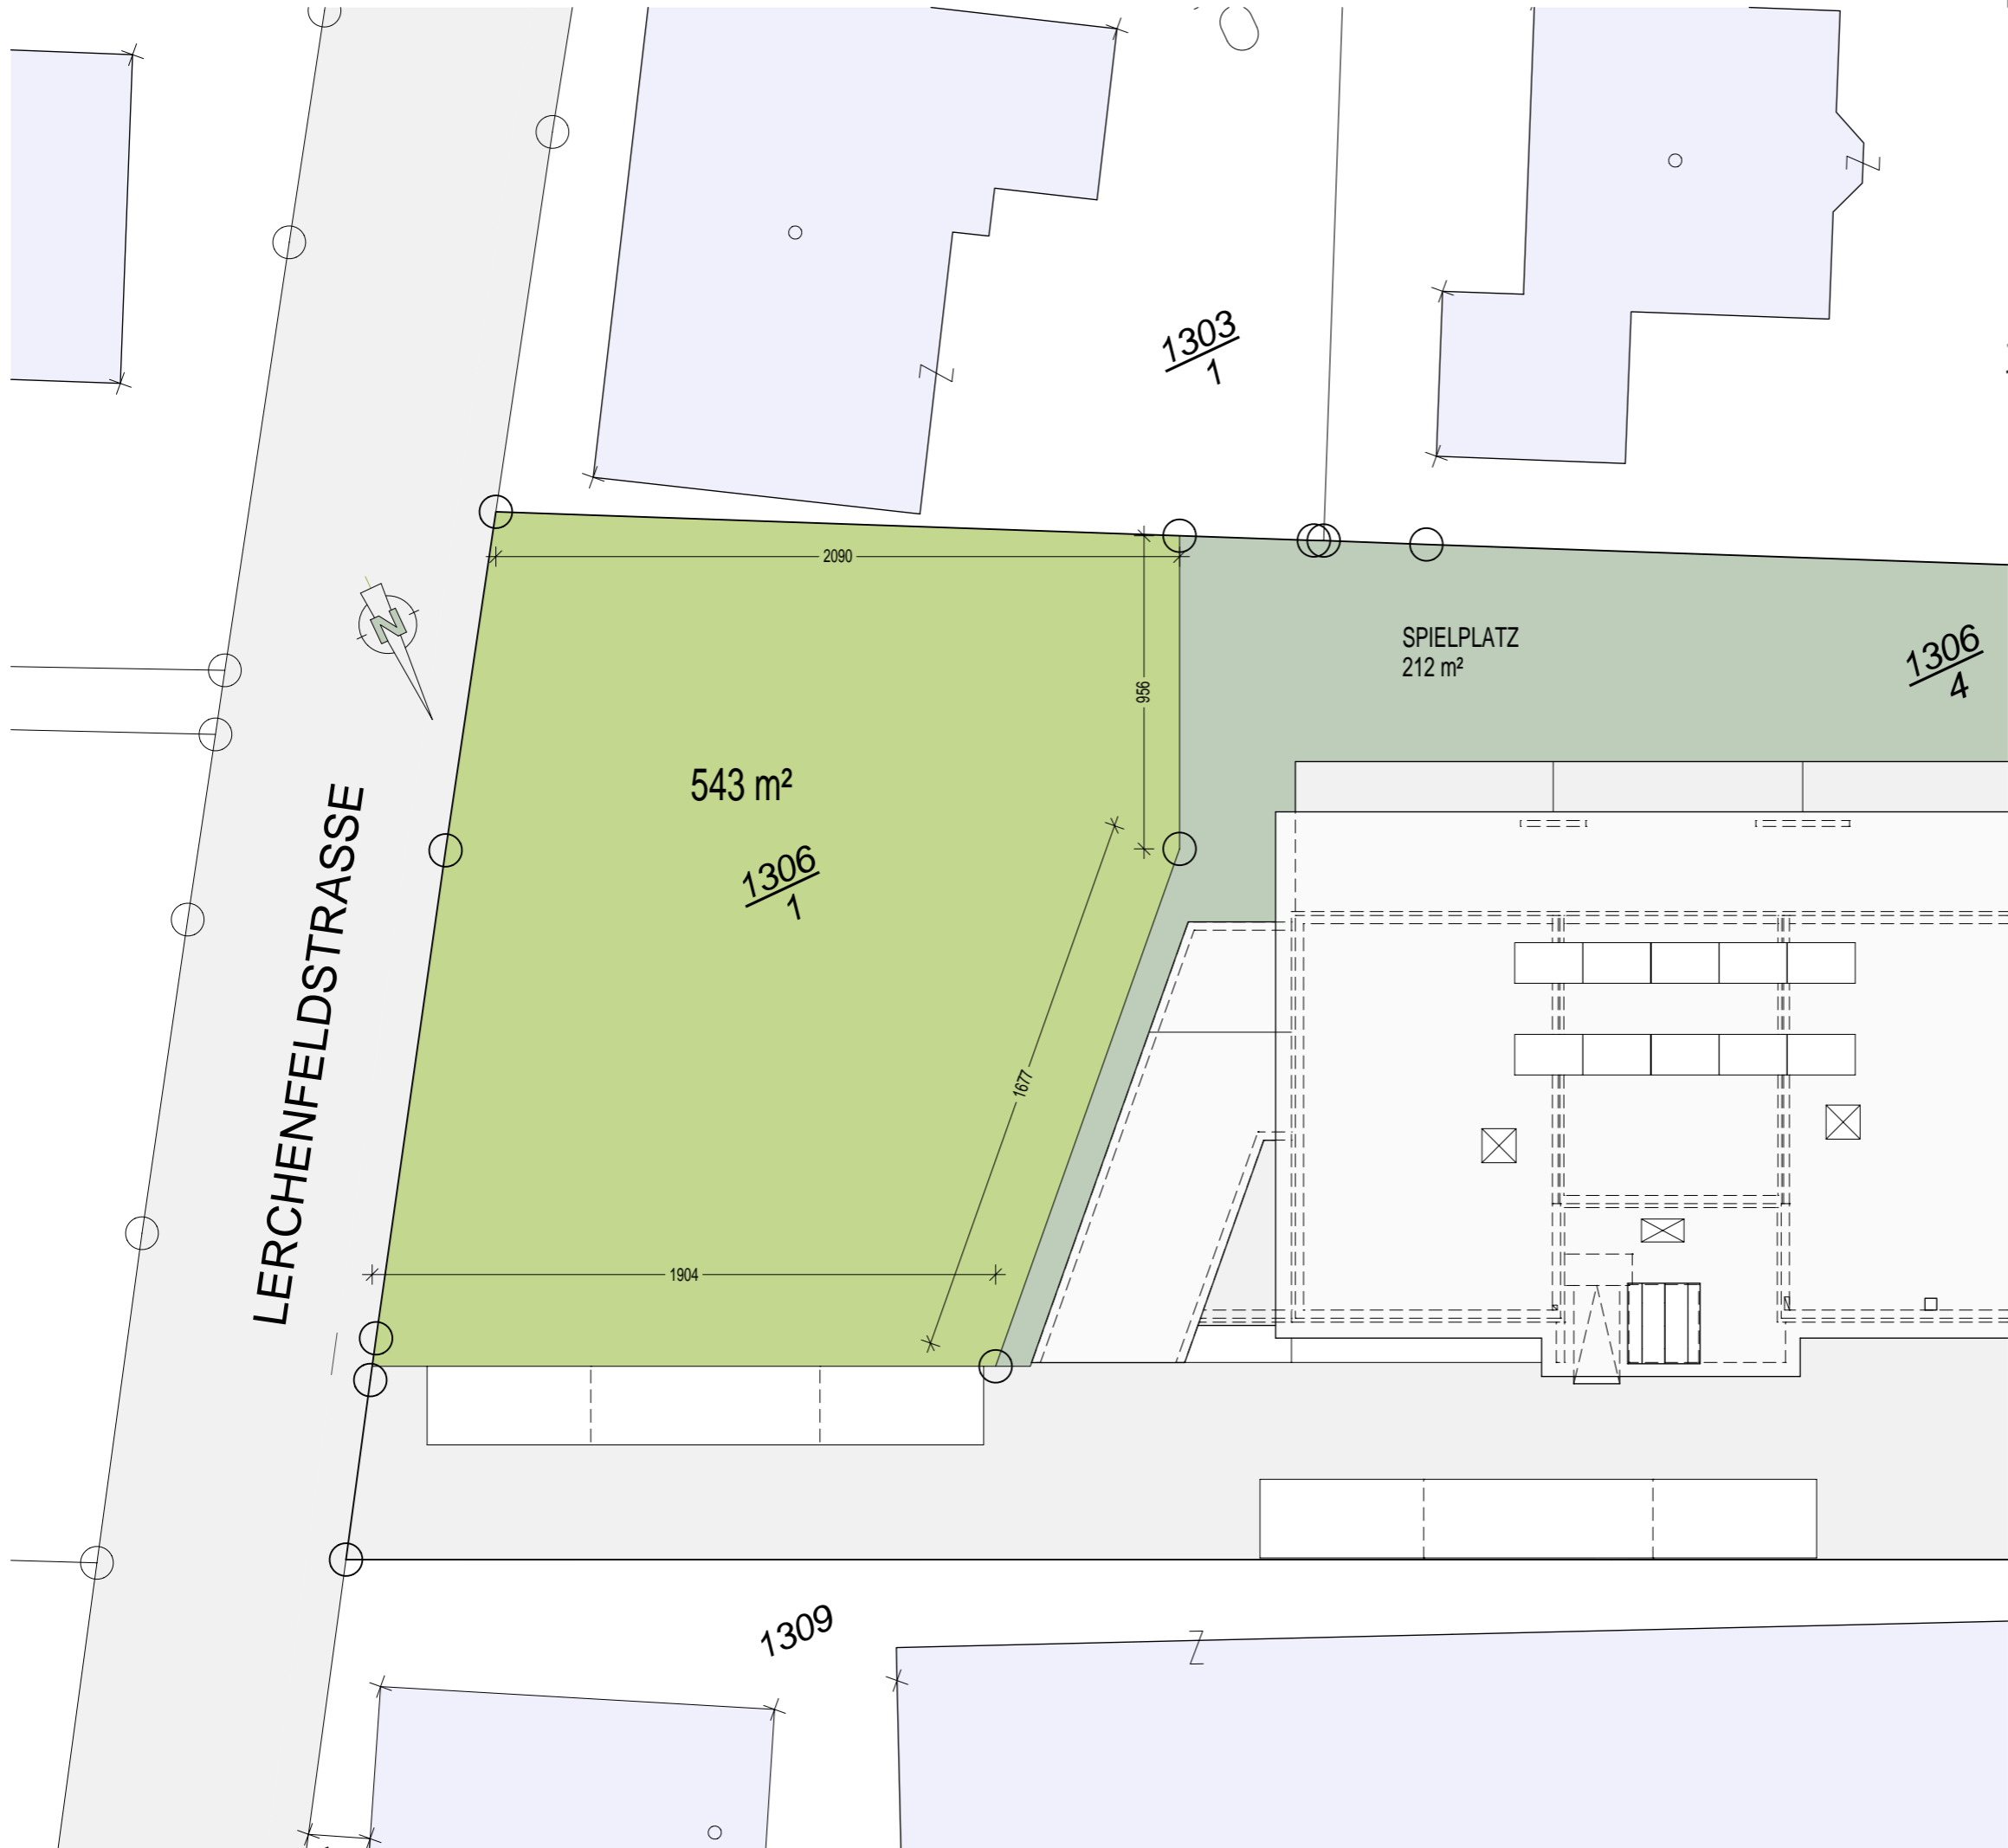 1303
1
2090
SPIELPLATZ
212 m²
1306
4
N
956
543 m²
1306
1
LERCHENFELDSTRASSE
1677
1904
1309